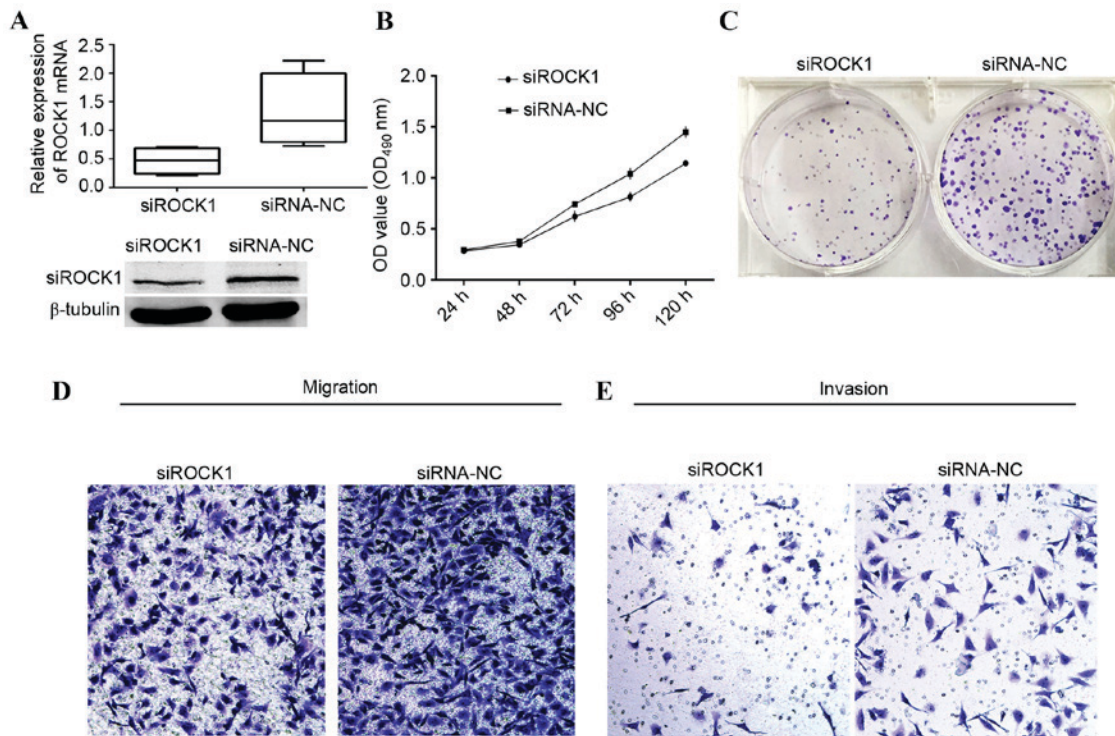 A
Relative expression
of ROCK1 mRNA
2.5
2.0
1.5
1.0
0.5
0.0
siROCK1
siRNA-NC
siROCK1
siRNA-NC
siROCK1
β-tubulin
B
OD value (OD490 nm)
2.0
1.5
1.0
0.5
0
siROCK1
siRNA-NC
24 h
48 h
72 h
96 h
120 h
C
siROCK1
siRNA-NC
D
Migration
siROCK1
siRNA-NC
E
Invasion
siROCK1
siRNA-NC